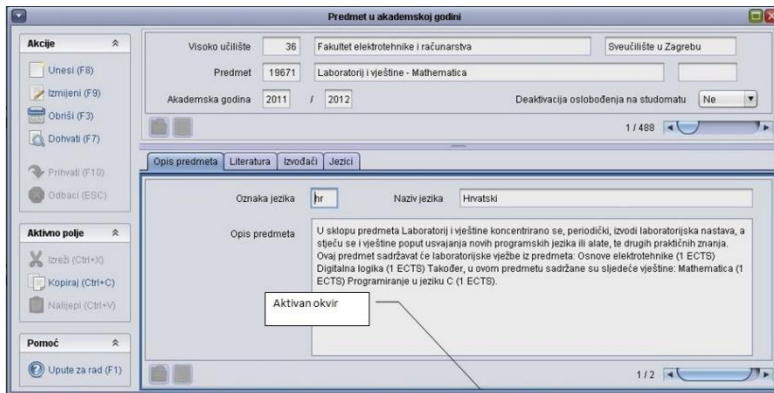 Predmet u akademskoj godini
Akcije
Unesi (F8)
Izmijeni (F9)
Obriši (F3)
Dohvati (F7)
Prihvati (F10)
Odbaci (ESC)
Aktivno polje
Izreži (Ctrl+X)
Kopiraj (Ctrl+C)
Nalijepi (Ctrl+V)
Pomoć
Upute za rad (F1)
Visoko učilište 36 Fakultet elektrotehnike i računarstva Sveučilište u Zagrebu
Predmet 19671 Laboratorij i vještine - Mathematica
Akademska godina 2011 / 2012 Deaktivacija oslobođenja na studomatu Ne
1 / 488
Opis predmeta Literatura Izvođači Jezici
Oznaka jezika hr Naziv jezika Hrvatski
Opis predmeta
U sklopu predmeta Laboratorij i vještine koncentrirano se, periodički, izvodi laboratorijska nastava, a
stječu se i vještine poput usvajanja novih programskih jezika ili alate, te drugih praktičnih znanja.
Ovaj predmet sadržavat će laboratorijske vježbe iz predmeta: Osnove elektrotehnike (1 ECTS)
Digitalna logika (1 ECTS) Također, u ovom predmetu sadržane su sljedeće vještine: Mathematica (1
ECTS) Programiranje u jeziku C (1 ECTS).
Aktivan okvir
1 / 2